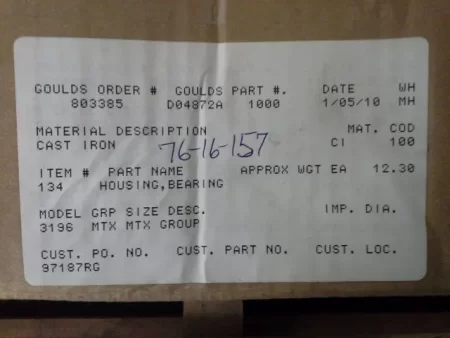 GOULDS ORDER # GOULDS PART #. DATE WH
803385 D04872A 1000 1/05/10 MH
MATERIAL DESCRIPTION MAT. COD
CAST IRON CI 100
76-16-157
ITEM # PART NAME APPROX WGT EA 12.30
134 HOUSING,BEARING
MODEL GRP SIZE DESC. IMP. DIA.
3196 MTX MTX GROUP
CUST. PO. NO. CUST. PART NO. CUST. LOC.
97187RG